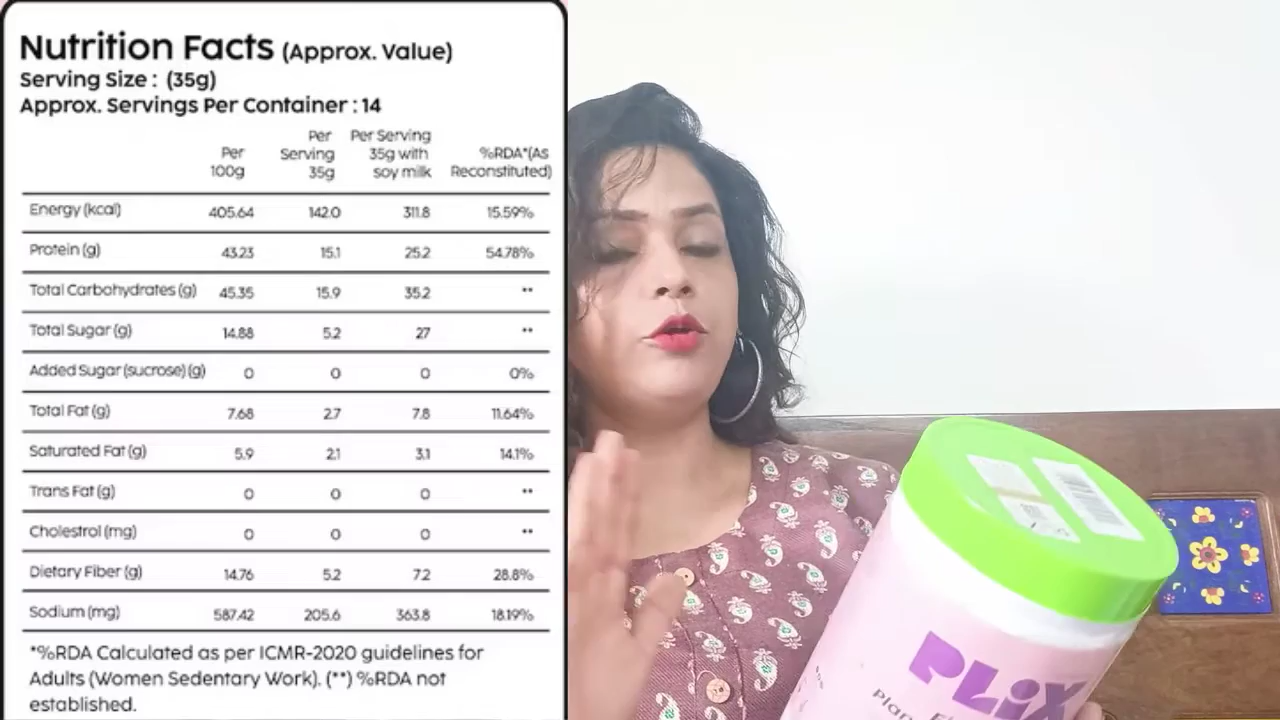 Nutrition Facts (Approx. Value)
Serving Size : (35g)
Approx. Servings Per Container : 14
Per 100g Per Serving 35g Per Serving 35g with soy milk %RDA*(As Reconstituted)
Energy (kcal) 405.64 142.0 311.8 15.59%
Protein (g) 43.23 15.1 25.2 54.78%
Total Carbohydrates (g) 45.35 15.9 35.2 **
Total Sugar (g) 14.88 5.2 27 **
Added Sugar (sucrose) (g) 0 0 0 0%
Total Fat (g) 7.68 2.7 7.8 11.64%
Saturated Fat (g) 5.9 2.1 3.1 14.1%
Trans Fat (g) 0 0 0 **
Cholestrol (mg) 0 0 0 **
Dietary Fiber (g) 14.76 5.2 7.2 28.8%
Sodium (mg) 587.42 205.6 363.8 18.19%
*%RDA Calculated as per ICMR-2020 guidelines for
Adults (Women Sedentary Work). (**) %RDA not
established.
PLIX